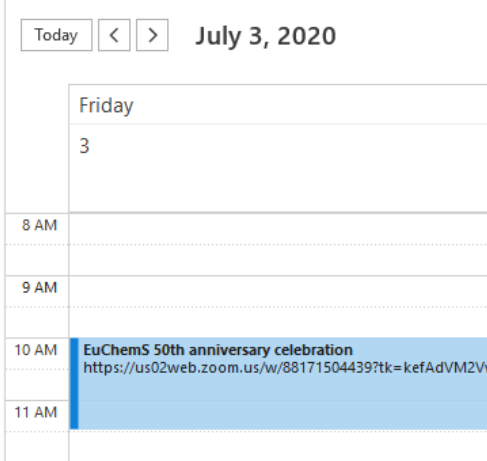 Today < > July 3, 2020
Friday
3
8 AM
9 AM
10 AM EuChemS 50th anniversary celebration
https://us02web.zoom.us/w/88171504439?tk=kefAdVM2V
11 AM